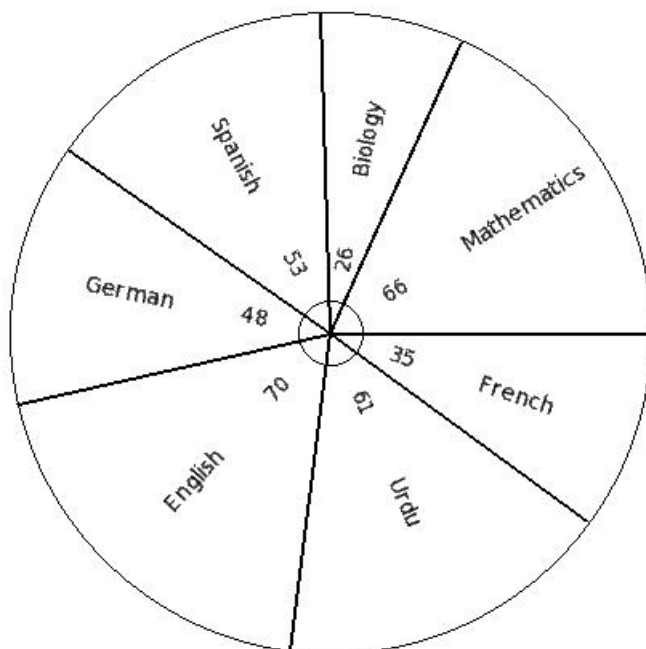 Spanish
Biology
Mathematics
53
26
66
German
48
35
French
70
61
English
Urdu